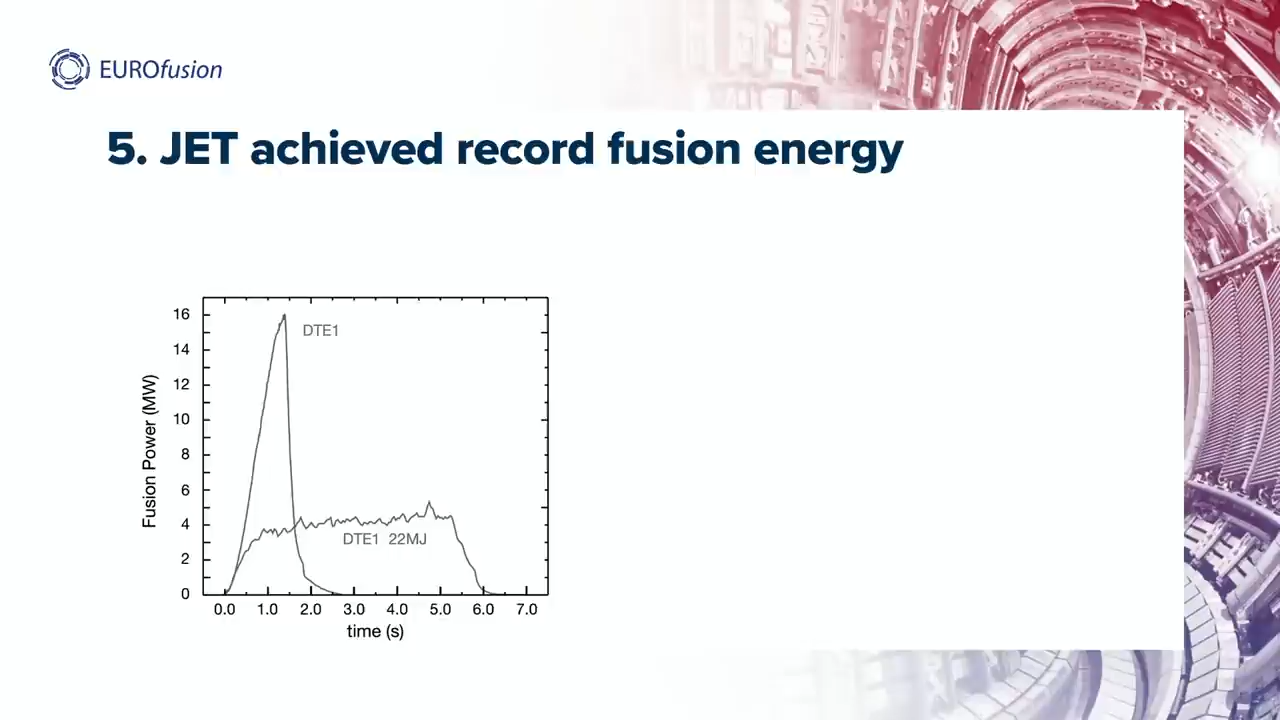 EUROfusion
5. JET achieved record fusion energy
16
14
12
10
8
6
4
2
0
Fusion Power (MW)
DTE1
DTE1 22MJ
0.0 1.0 2.0 3.0 4.0 5.0 6.0 7.0
time (s)